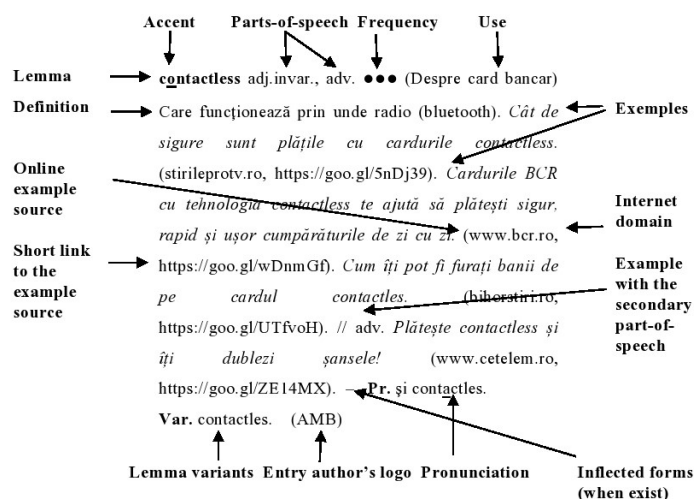 Accent Parts-of-speech Frequency Use
Lemma contactless adj.invar., adv. ●●● (Despre card bancar)
Definition Care funcţionează prin unde radio (bluetooth). Cât de Exemples
sigure sunt plățile cu cardurile contactless.
(stirileprotv.ro, https://goo.gl/5nDj39). Cardurile BCR
Online example source
cu tehnologia contactless te ajută să plătești sigur,
rapid și ușor cumpărăturile de zi cu zi. (www.bcr.ro,
Internet domain
Short link to the example source
https://goo.gl/wDnmGf). Cum îți pot fi furați banii de
pe cardul contactles. (bihorstiri.ro,
Example with the secondary part-of-speech
https://goo.gl/UTfvoH). // adv. Plătește contactless și
îți dublezi șansele! (www.cetelem.ro,
https://goo.gl/ZE14MX). – Pr. și contactles.
Var. contactles. (AMB)
Lemma variants Entry author's logo Pronunciation Inflected forms
(when exist)